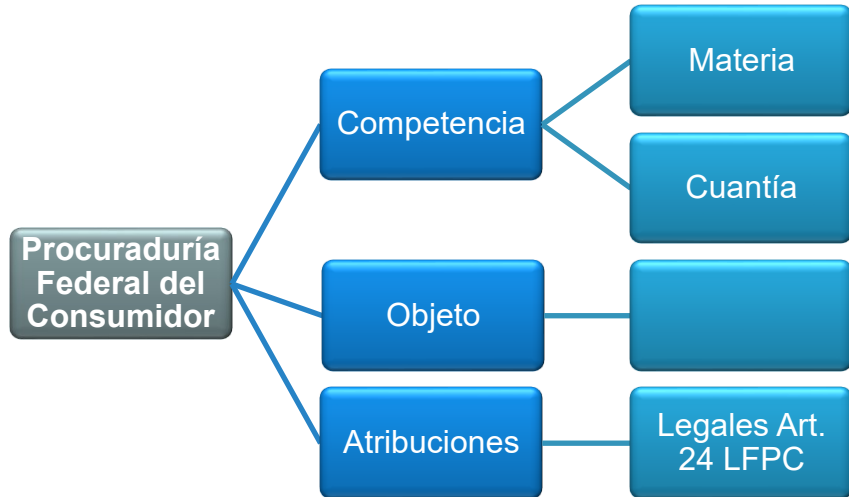 Procuraduría
Federal del
Consumidor
Competencia
Materia
Cuantía
Objeto
Atribuciones
Legales Art.
24 LFPC